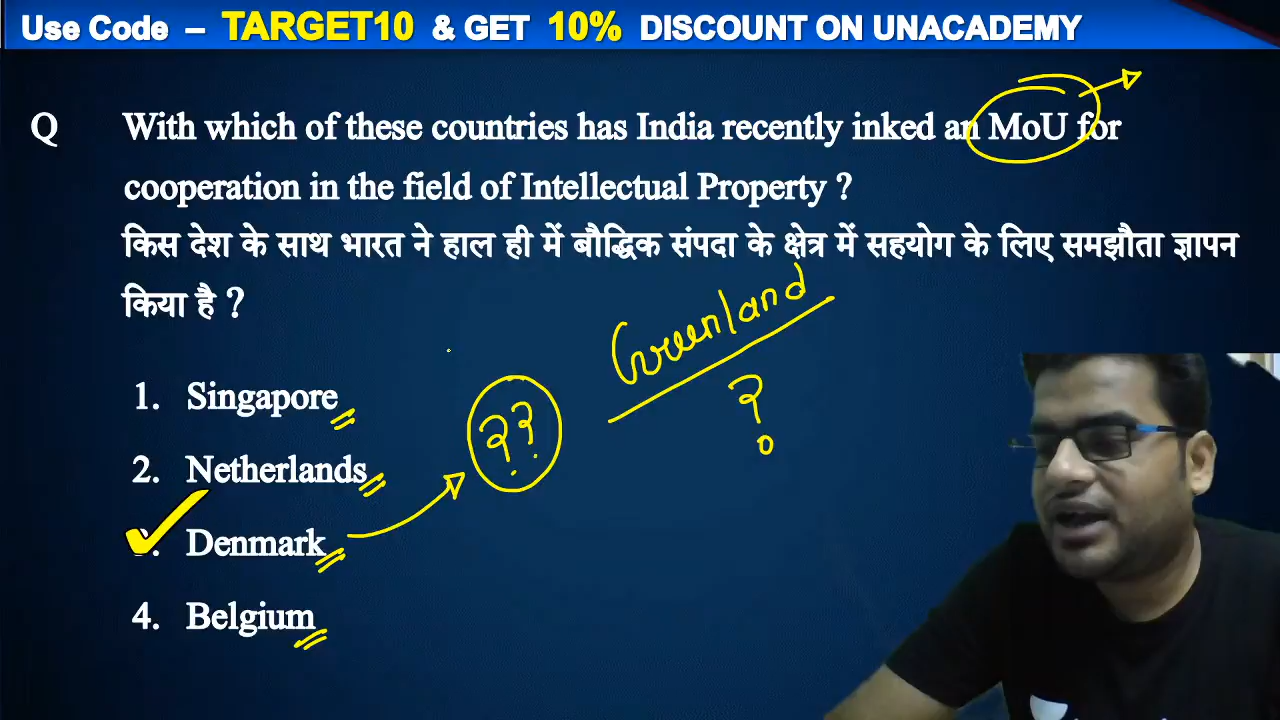 Use Code – TARGET10 & GET 10% DISCOUNT ON UNACADEMY
Q With which of these countries has India recently inked an MoU for
cooperation in the field of Intellectual Property ?
किस देश के साथ भारत ने हाल ही में बौद्धिक संपदा के क्षेत्र में सहयोग के लिए समझौता ज्ञापन
किया है ?
Greenland
?
1. Singapore
??
2. Netherlands
Denmark
4. Belgium